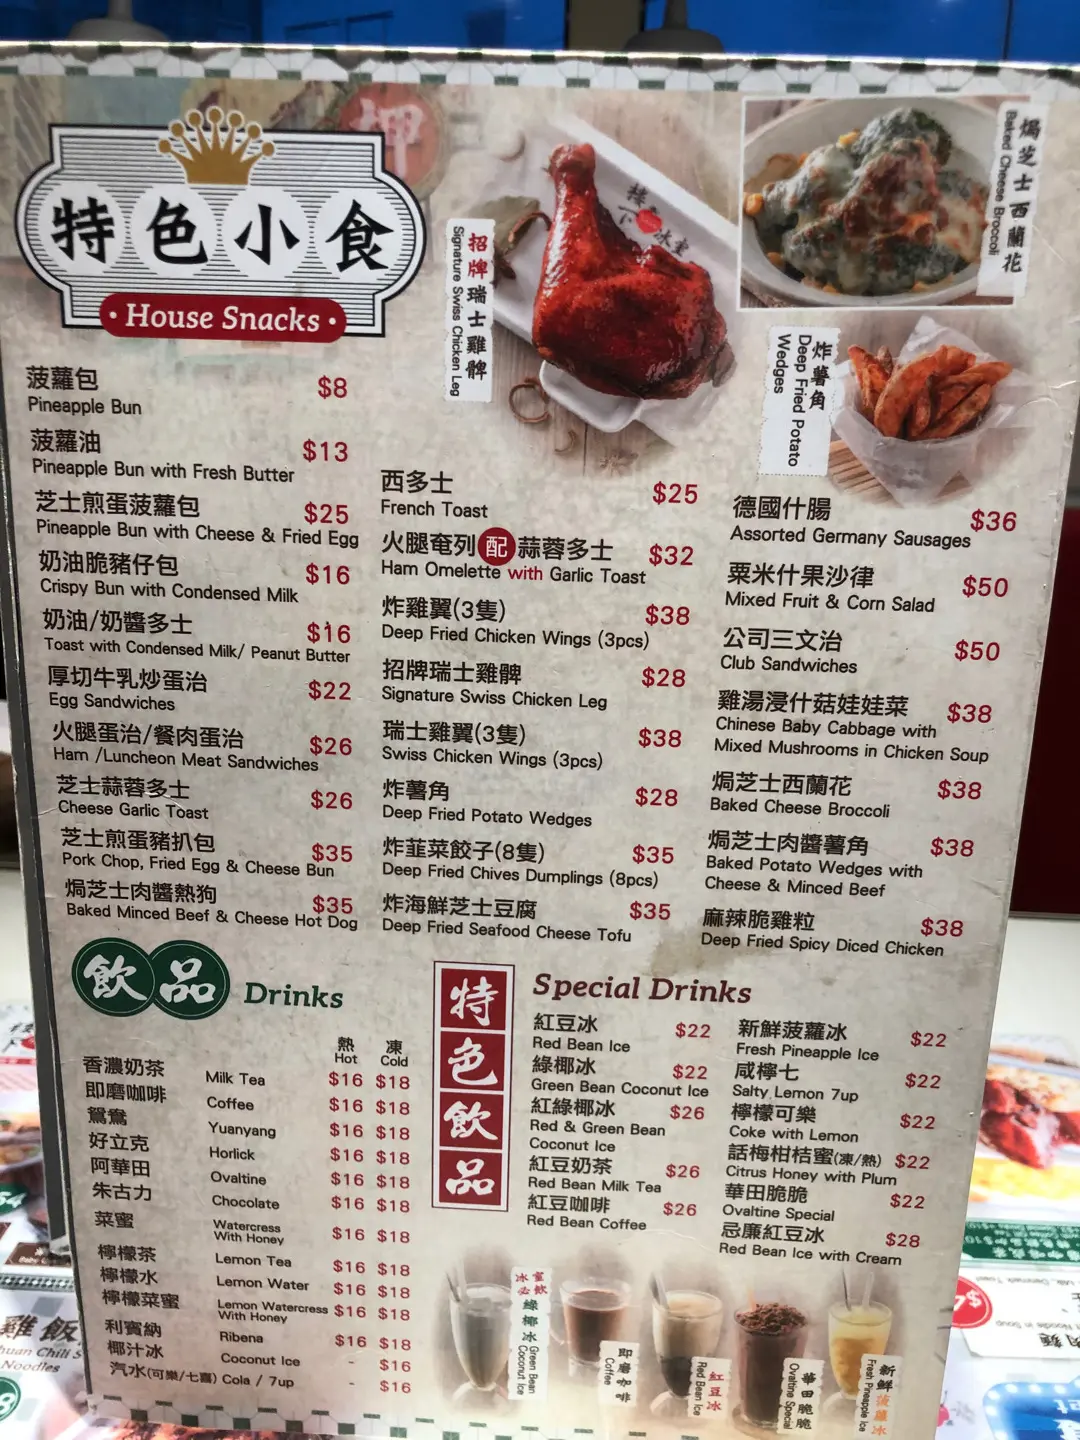 特色小食
House Snacks
招牌瑞士雞髀
Signature Swiss Chicken Leg
焗芝士西蘭花
Baked Cheese Broccoli
炸薯角
Deep Fried Potato
Wedges
菠蘿包 $8
Pineapple Bun
菠蘿油 $13
Pineapple Bun with Fresh Butter
芝士煎蛋菠蘿包 $25
Pineapple Bun with Cheese & Fried Egg
奶油脆豬仔包 $16
Crispy Bun with Condensed Milk
奶油/奶醬多士 $16
Toast with Condensed Milk/ Peanut Butter
厚切牛乳炒蛋治 $22
Egg Sandwiches
火腿蛋治/餐肉蛋治 $26
Ham /Luncheon Meat Sandwiches
芝士蒜蓉多士 $26
Cheese Garlic Toast
芝士煎蛋豬扒包 $35
Pork Chop, Fried Egg & Cheese Bun
焗芝士肉醬熱狗 $35
Baked Minced Beef & Cheese Hot Dog
西多士 $25
French Toast
火腿奄列配蒜蓉多士 $32
Ham Omelette with Garlic Toast
炸雞翼(3隻) $38
Deep Fried Chicken Wings (3pcs)
招牌瑞士雞髀 $28
Signature Swiss Chicken Leg
瑞士雞翼(3隻) $38
Swiss Chicken Wings (3pcs)
炸薯角 $28
Deep Fried Potato Wedges
炸韮菜餃子(8隻) $35
Deep Fried Chives Dumplings (8pcs)
炸海鮮芝士豆腐 $35
Deep Fried Seafood Cheese Tofu
德國什腸 $36
Assorted Germany Sausages
粟米什果沙律 $50
Mixed Fruit & Corn Salad
公司三文治 $50
Club Sandwiches
雞湯浸什菇娃娃菜 $38
Chinese Baby Cabbage with
Mixed Mushrooms in Chicken Soup
焗芝士西蘭花 $38
Baked Cheese Broccoli
焗芝士肉醬薯角 $38
Baked Potato Wedges with
Cheese & Minced Beef
麻辣脆雞粒 $38
Deep Fried Spicy Diced Chicken
飲品 Drinks
熱 凍
Hot Cold
香濃奶茶 Milk Tea $16 $18
即磨咖啡 Coffee $16 $18
鴛鴦 Yuanyang $16 $18
好立克 Horlick $16 $18
阿華田 Ovaltine $16 $18
朱古力 Chocolate $16 $18
菜蜜 Watercress With Honey $16 $18
檸檬茶 Lemon Tea $16 $18
檸檬水 Lemon Water $16 $18
檸檬菜蜜 Lemon Watercress With Honey $16 $18
利賓納 Ribena $16 $18
椰汁冰 Coconut Ice - $16
汽水(可樂/七喜) Cola / 7up - $16
特色飲品
Special Drinks
紅豆冰 $22
Red Bean Ice
綠椰冰 $22
Green Bean Coconut Ice
紅綠椰冰 $26
Red & Green Bean
Coconut Ice
紅豆奶茶 $26
Red Bean Milk Tea
紅豆咖啡 $26
Red Bean Coffee
新鮮菠蘿冰 $22
Fresh Pineapple Ice
咸檸七 $22
Salty Lemon 7up
檸檬可樂 $22
Coke with Lemon
話梅柑桔蜜(凍/熱) $22
Citrus Honey with Plum
華田脆脆 $22
Ovaltine Special
忌廉紅豆冰 $28
Red Bean Ice with Cream
綠椰冰
Green Bean
Coconut Ice
即磨咖啡
Coffee
紅豆冰
Red Bean Ice
華田脆脆
Ovaltine Special
新鮮菠蘿冰
Fresh Pineapple Ice
雞飯
Noodles